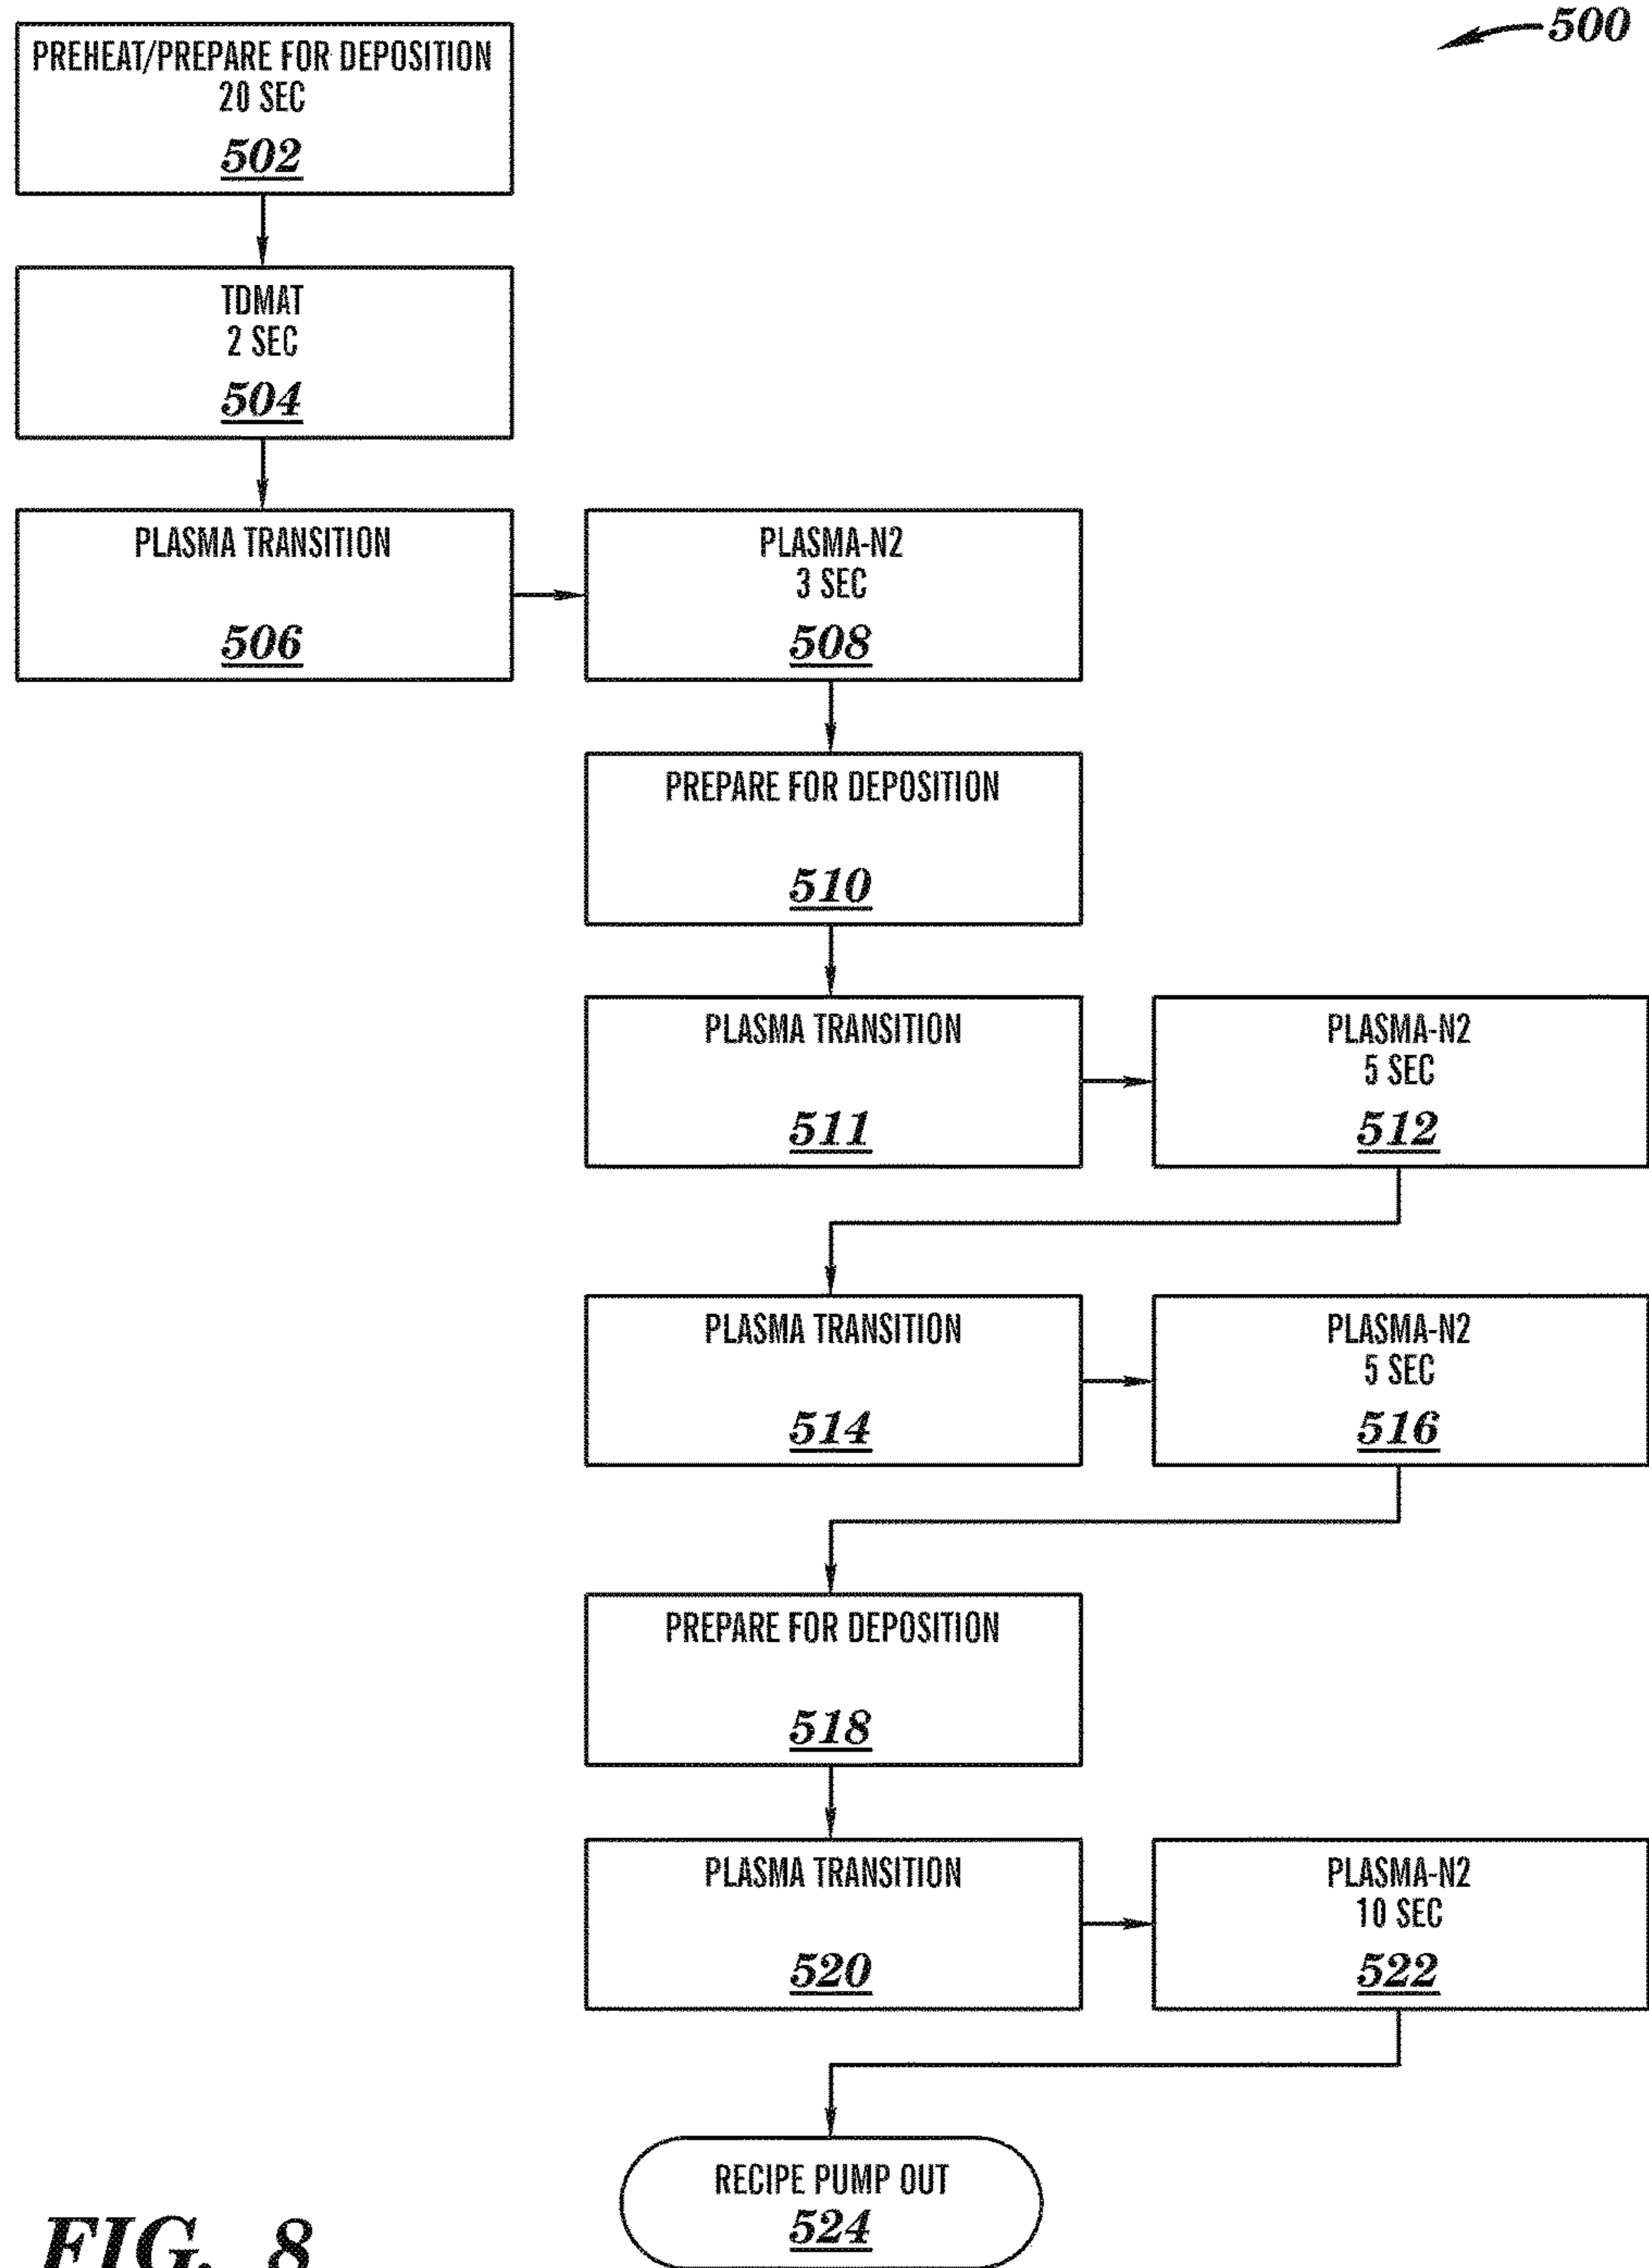 500
PREHEAT/PREPARE FOR DEPOSITION
20 SEC
502
TDMAT
2 SEC
504
PLASMA TRANSITION
506
PLASMA-N2
3 SEC
508
PREPARE FOR DEPOSITION
510
PLASMA TRANSITION
511
PLASMA-N2
5 SEC
512
PLASMA TRANSITION
514
PLASMA-N2
5 SEC
516
PREPARE FOR DEPOSITION
518
PLASMA TRANSITION
520
PLASMA-N2
10 SEC
522
RECIPE PUMP OUT
524
FIG. 8